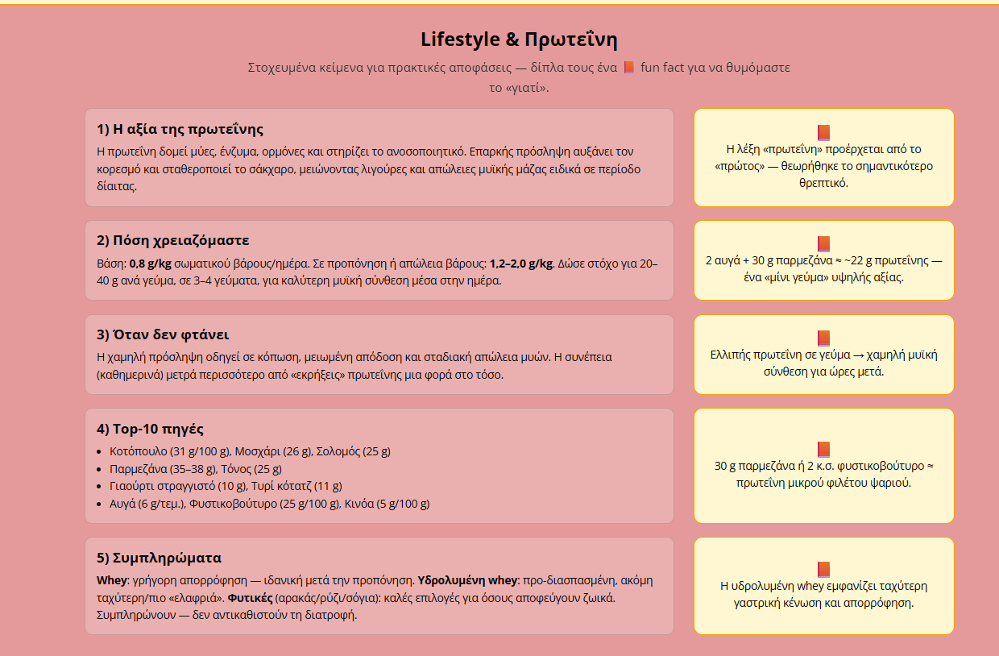 Lifestyle & Πρωτεΐνη
Στοχευμένα κείμενα για πρακτικές αποφάσεις — δίπλα τους ένα 📕 fun fact για να θυμόμαστε
το «γιατί».
1) Η αξία της πρωτεΐνης
Η πρωτεΐνη δομεί μύες, ένζυμα, ορμόνες και στηρίζει το ανοσοποιητικό. Επαρκής πρόσληψη αυξάνει τον
κορεσμό και σταθεροποιεί το σάκχαρο, μειώνοντας λιγούρες και απώλειες μυϊκής μάζας ειδικά σε περίοδο
δίαιτας.
📕
Η λέξη «πρωτεΐνη» προέρχεται από το
«πρώτος» — θεωρήθηκε το σημαντικότερο
θρεπτικό.
2) Πόση χρειαζόμαστε
Βάση: 0,8 g/kg σωματικού βάρους/ημέρα. Σε προπόνηση ή απώλεια βάρους: 1,2–2,0 g/kg. Δώσε στόχο για 20–
40 g ανά γεύμα, σε 3–4 γεύματα, για καλύτερη μυϊκή σύνθεση μέσα στην ημέρα.
📕
2 αυγά + 30 g παρμεζάνα ≈ ~22 g πρωτεΐνης —
ένα «μίνι γεύμα» υψηλής αξίας.
3) Όταν δεν φτάνει
Η χαμηλή πρόσληψη οδηγεί σε κόπωση, μειωμένη απόδοση και σταδιακή απώλεια μυών. Η συνέπεια
(καθημερινά) μετρά περισσότερο από «εκρήξεις» πρωτεΐνης μια φορά στο τόσο.
📕
Ελλιπής πρωτεΐνη σε γεύμα → χαμηλή μυϊκή
σύνθεση για ώρες μετά.
4) Top-10 πηγές
• Κοτόπουλο (31 g/100 g), Μοσχάρι (26 g), Σολομός (25 g)
• Παρμεζάνα (35–38 g), Τόνος (25 g)
• Γιαούρτι στραγγιστό (10 g), Τυρί κότατζ (11 g)
• Αυγά (6 g/τεμ.), Φυστικοβούτυρο (25 g/100 g), Κινόα (5 g/100 g)
📕
30 g παρμεζάνα ή 2 κ.σ. φυστικοβούτυρο ≈
πρωτεΐνη μικρού φιλέτου ψαριού.
5) Συμπληρώματα
Whey: γρήγορη απορρόφηση — ιδανική μετά την προπόνηση. Υδρολυμένη whey: προ-διασπασμένη, ακόμη
ταχύτερη/πιο «ελαφριά». Φυτικές (αρακάς/ρύζι/σόγια): καλές επιλογές για όσους αποφεύγουν ζωικά.
Συμπληρώνουν — δεν αντικαθιστούν τη διατροφή.
📕
Η υδρολυμένη whey εμφανίζει ταχύτερη
γαστρική κένωση και απορρόφηση.